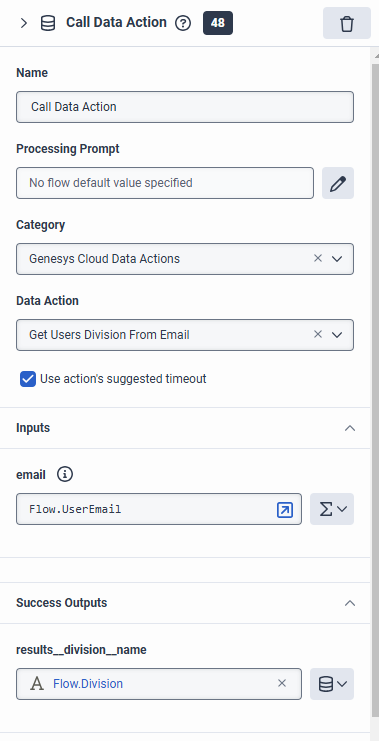 Call Data Action ? 48
Name
Call Data Action
Processing Prompt
No flow default value specified
Category
Genesys Cloud Data Actions
Data Action
Get Users Division From Email
Use action's suggested timeout
Inputs
email
Flow.UserEmail
Success Outputs
results__division__name
Flow.Division